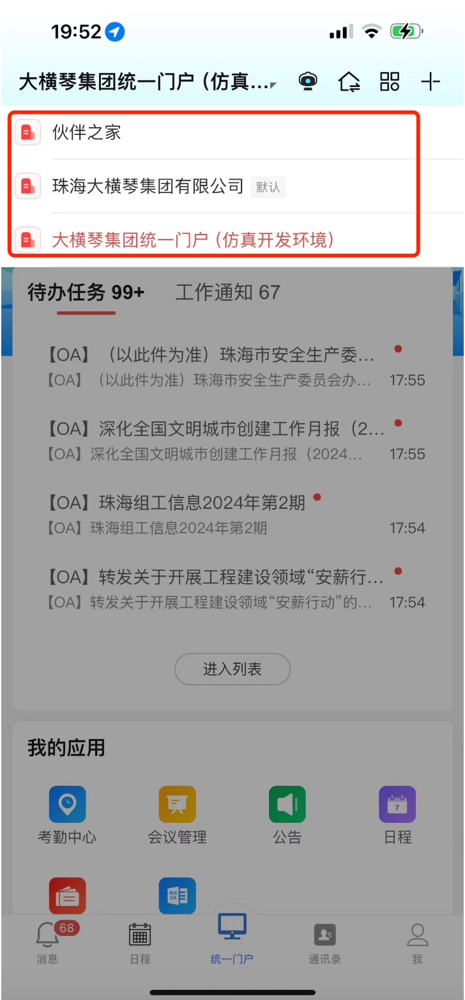 19:52
大横琴集团统一门户（仿真...
伙伴之家
珠海大横琴集团有限公司 默认
大横琴集团统一门户（仿真开发环境）
待办任务 99+ 工作通知 67
【OA】（以此件为准）珠海市安全生产委...
【OA】（以此件为准）珠海市安全生产委员会办... 17:55
【OA】深化全国文明城市创建工作月报（2...
【OA】深化全国文明城市创建工作月报（2024... 17:55
【OA】珠海组工信息2024年第2期
【OA】珠海组工信息2024年第2期 17:54
【OA】转发关于开展工程建设领域“安薪行...
【OA】转发关于开展工程建设领域“安薪行动”的... 17:54
进入列表
我的应用
7
考勤中心 会议管理 公告 日程
OA
68
消息 日程 统一门户 通讯录 我